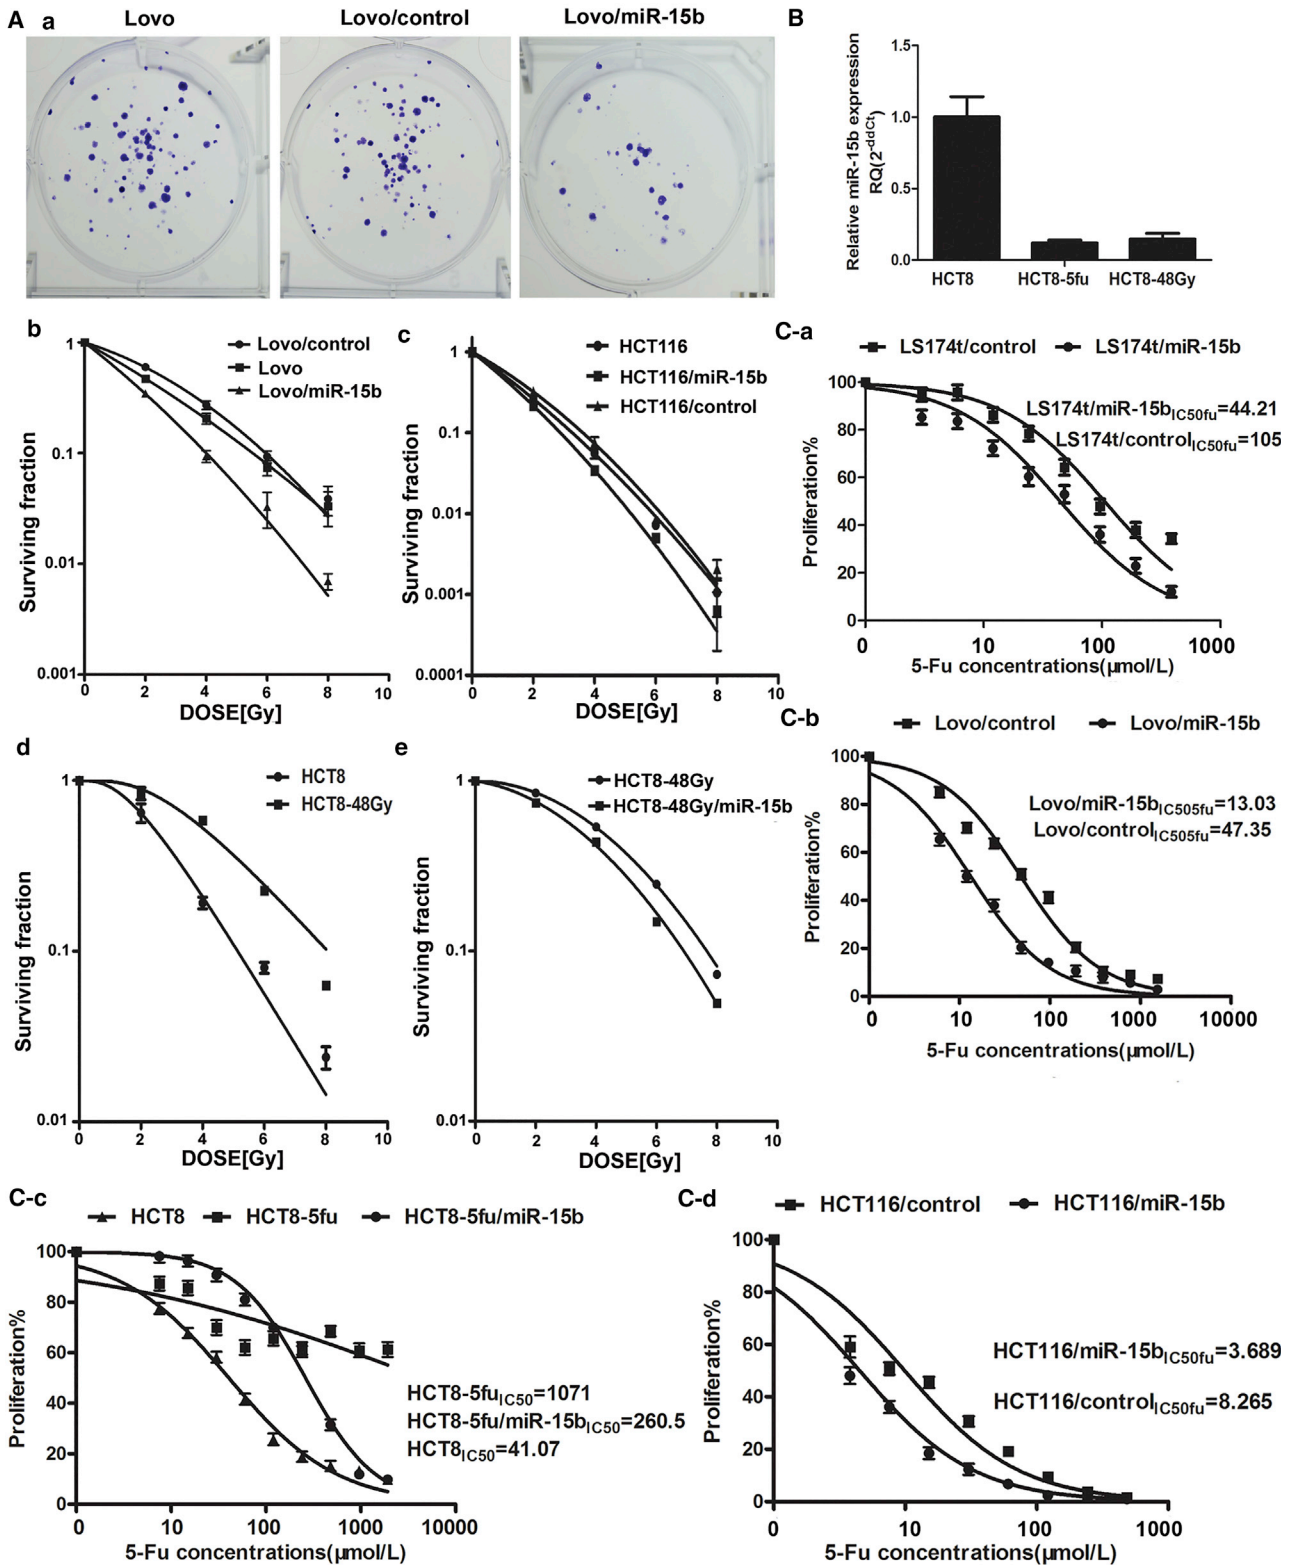 A a Lovo Lovo/control Lovo/miR-15b
B
Relative miR-15b expression
RQ(2-ddCt)
1.5
1.0
0.5
0.0
HCT8 HCT8-5fu HCT8-48Gy
b
Lovo/control
Lovo
Lovo/miR-15b
Surviving fraction
1
0.1
0.01
0.001
0 2 4 6 8 10
DOSE[Gy]
c
HCT116
HCT116/miR-15b
HCT116/control
Surviving fraction
1
0.1
0.01
0.001
0.0001
0 2 4 6 8 10
DOSE[Gy]
C-a
LS174t/control LS174t/miR-15b
LS174t/miR-15bIC50fu=44.21
LS174t/controlIC50fu=105
Proliferation%
100
80
60
40
20
0
0 10 100 1000
5-Fu concentrations(µmol/L)
C-b
Lovo/control Lovo/miR-15b
Lovo/miR-15bIC505fu=13.03
Lovo/controlIC505fu=47.35
Proliferation%
100
80
60
40
20
0
0 10 100 1000 10000
5-Fu concentrations(µmol/L)
d
HCT8
HCT8-48Gy
Surviving fraction
1
0.1
0.01
0 2 4 6 8 10
DOSE[Gy]
e
HCT8-48Gy
HCT8-48Gy/miR-15b
Surviving fraction
1
0.1
0.01
0 2 4 6 8 10
DOSE[Gy]
C-c
HCT8 HCT8-5fu HCT8-5fu/miR-15b
HCT8-5fuIC50=1071
HCT8-5fu/miR-15bIC50=260.5
HCT8IC50=41.07
Proliferation%
100
80
60
40
20
0
0 10 100 1000 10000
5-Fu concentrations(µmol/L)
C-d
HCT116/control HCT116/miR-15b
HCT116/miR-15bIC50fu=3.689
HCT116/controlIC50fu=8.265
Proliferation%
100
80
60
40
20
0
0 10 100 1000
5-Fu concentrations(µmol/L)